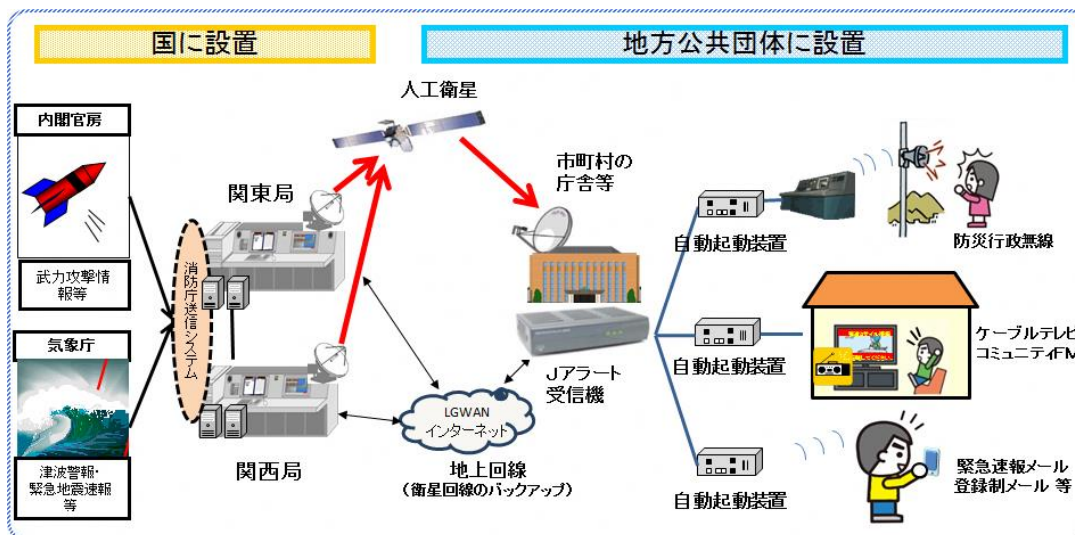 国に設置
地方公共団体に設置
人工衛星
内閣官房
武力攻撃情
報等
気象庁
津波警報・
緊急地震速報
等
消防庁送信システム
関東局
関西局
市町村の
庁舎等
Jアラート
受信機
LGWAN
インターネット
地上回線
（衛星回線のバックアップ）
自動起動装置
防災行政無線
自動起動装置
ケーブルテレビ
コミュニティFM
自動起動装置
緊急速報メール
登録制メール 等